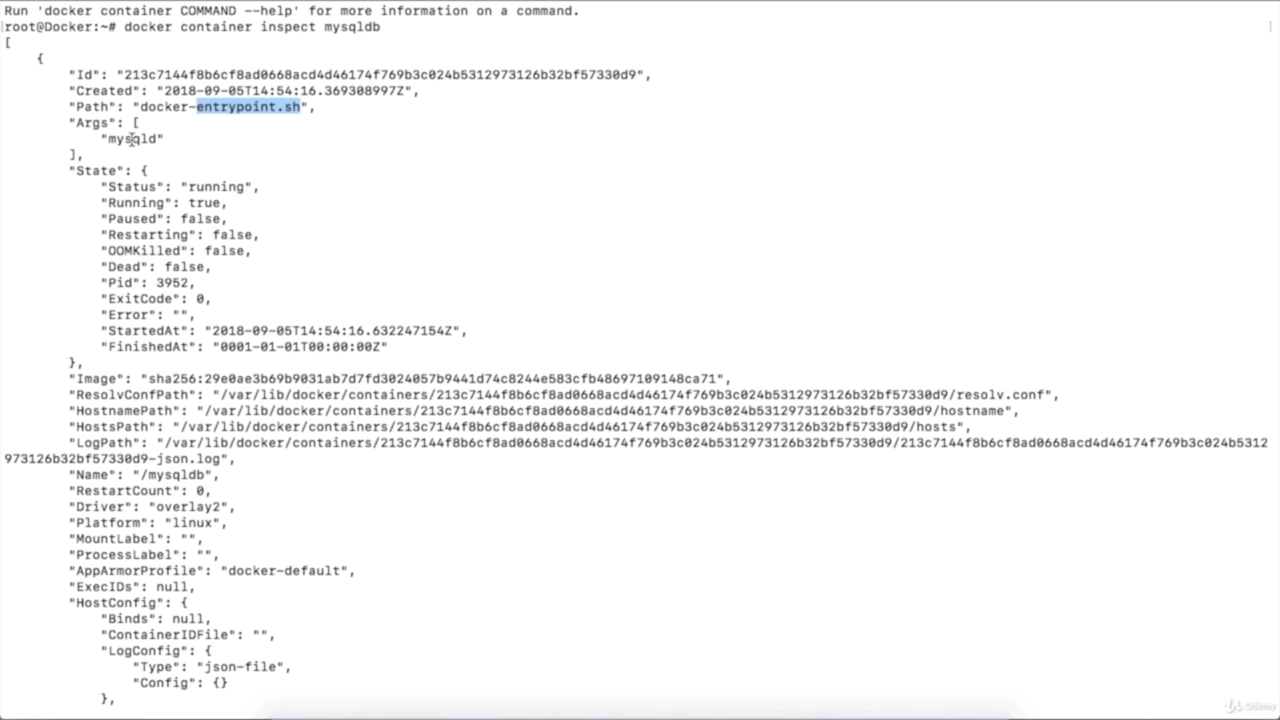 Run 'docker container COMMAND --help' for more information on a command.
[root@Docker:~# docker container inspect mysqldb ]
[
    {
        "Id": "213c7144f8b6cf8ad0668acd4d46174f769b3c024b5312973126b32bf57330d9",
        "Created": "2018-09-05T14:54:16.369308997Z",
        "Path": "docker-entrypoint.sh",
        "Args": [
            "mysqld"
        ],
        "State": {
            "Status": "running",
            "Running": true,
            "Paused": false,
            "Restarting": false,
            "OOMKilled": false,
            "Dead": false,
            "Pid": 3952,
            "ExitCode": 0,
            "Error": "",
            "StartedAt": "2018-09-05T14:54:16.632247154Z",
            "FinishedAt": "0001-01-01T00:00:00Z"
        },
        "Image": "sha256:29e0ae3b69b9031ab7d7fd3024057b9441d74c8244e583cfb48697109148ca71",
        "ResolvConfPath": "/var/lib/docker/containers/213c7144f8b6cf8ad0668acd4d46174f769b3c024b5312973126b32bf57330d9/resolv.conf",
        "HostnamePath": "/var/lib/docker/containers/213c7144f8b6cf8ad0668acd4d46174f769b3c024b5312973126b32bf57330d9/hostname",
        "HostsPath": "/var/lib/docker/containers/213c7144f8b6cf8ad0668acd4d46174f769b3c024b5312973126b32bf57330d9/hosts",
        "LogPath": "/var/lib/docker/containers/213c7144f8b6cf8ad0668acd4d46174f769b3c024b5312973126b32bf57330d9/213c7144f8b6cf8ad0668acd4d46174f769b3c024b5312
973126b32bf57330d9-json.log",
        "Name": "/mysqldb",
        "RestartCount": 0,
        "Driver": "overlay2",
        "Platform": "linux",
        "MountLabel": "",
        "ProcessLabel": "",
        "AppArmorProfile": "docker-default",
        "ExecIDs": null,
        "HostConfig": {
            "Binds": null,
            "ContainerIDFile": "",
            "LogConfig": {
                "Type": "json-file",
                "Config": {}
            },
Udemy